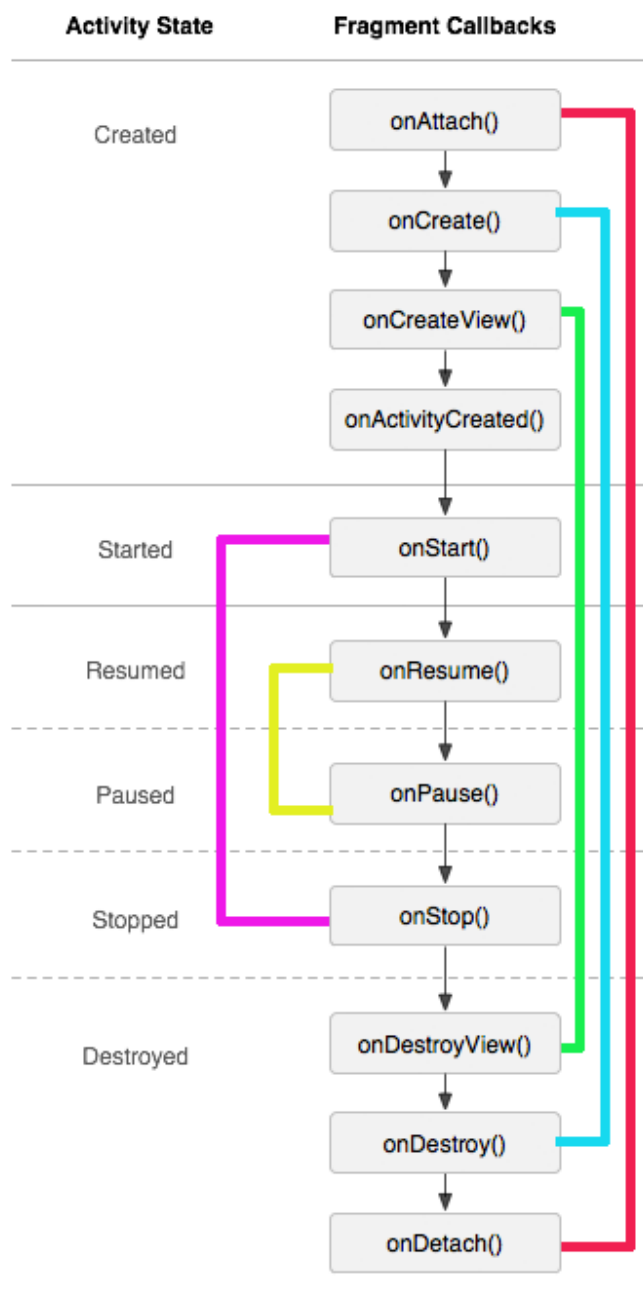 Activity State Fragment Callbacks
Created
onAttach()
onCreate()
onCreateView()
onActivityCreated()
Started
onStart()
Resumed
onResume()
Paused
onPause()
Stopped
onStop()
Destroyed
onDestroyView()
onDestroy()
onDetach()